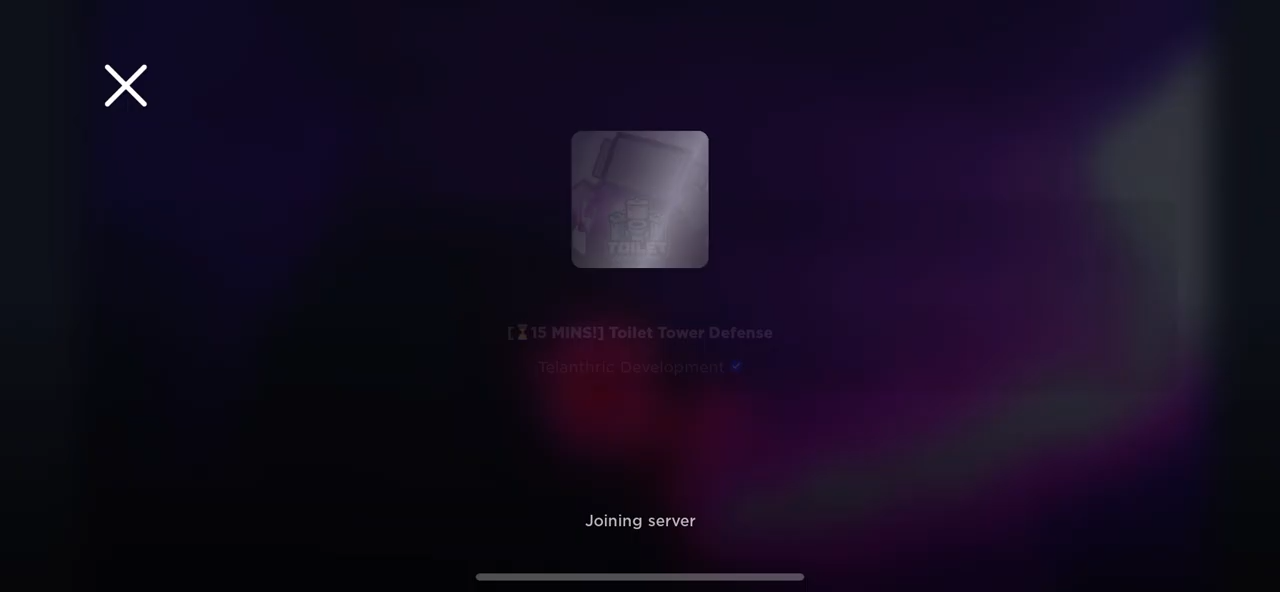 TOILET
[⏳15 MINS!] Toilet Tower Defense
Telanthric Development
Joining server